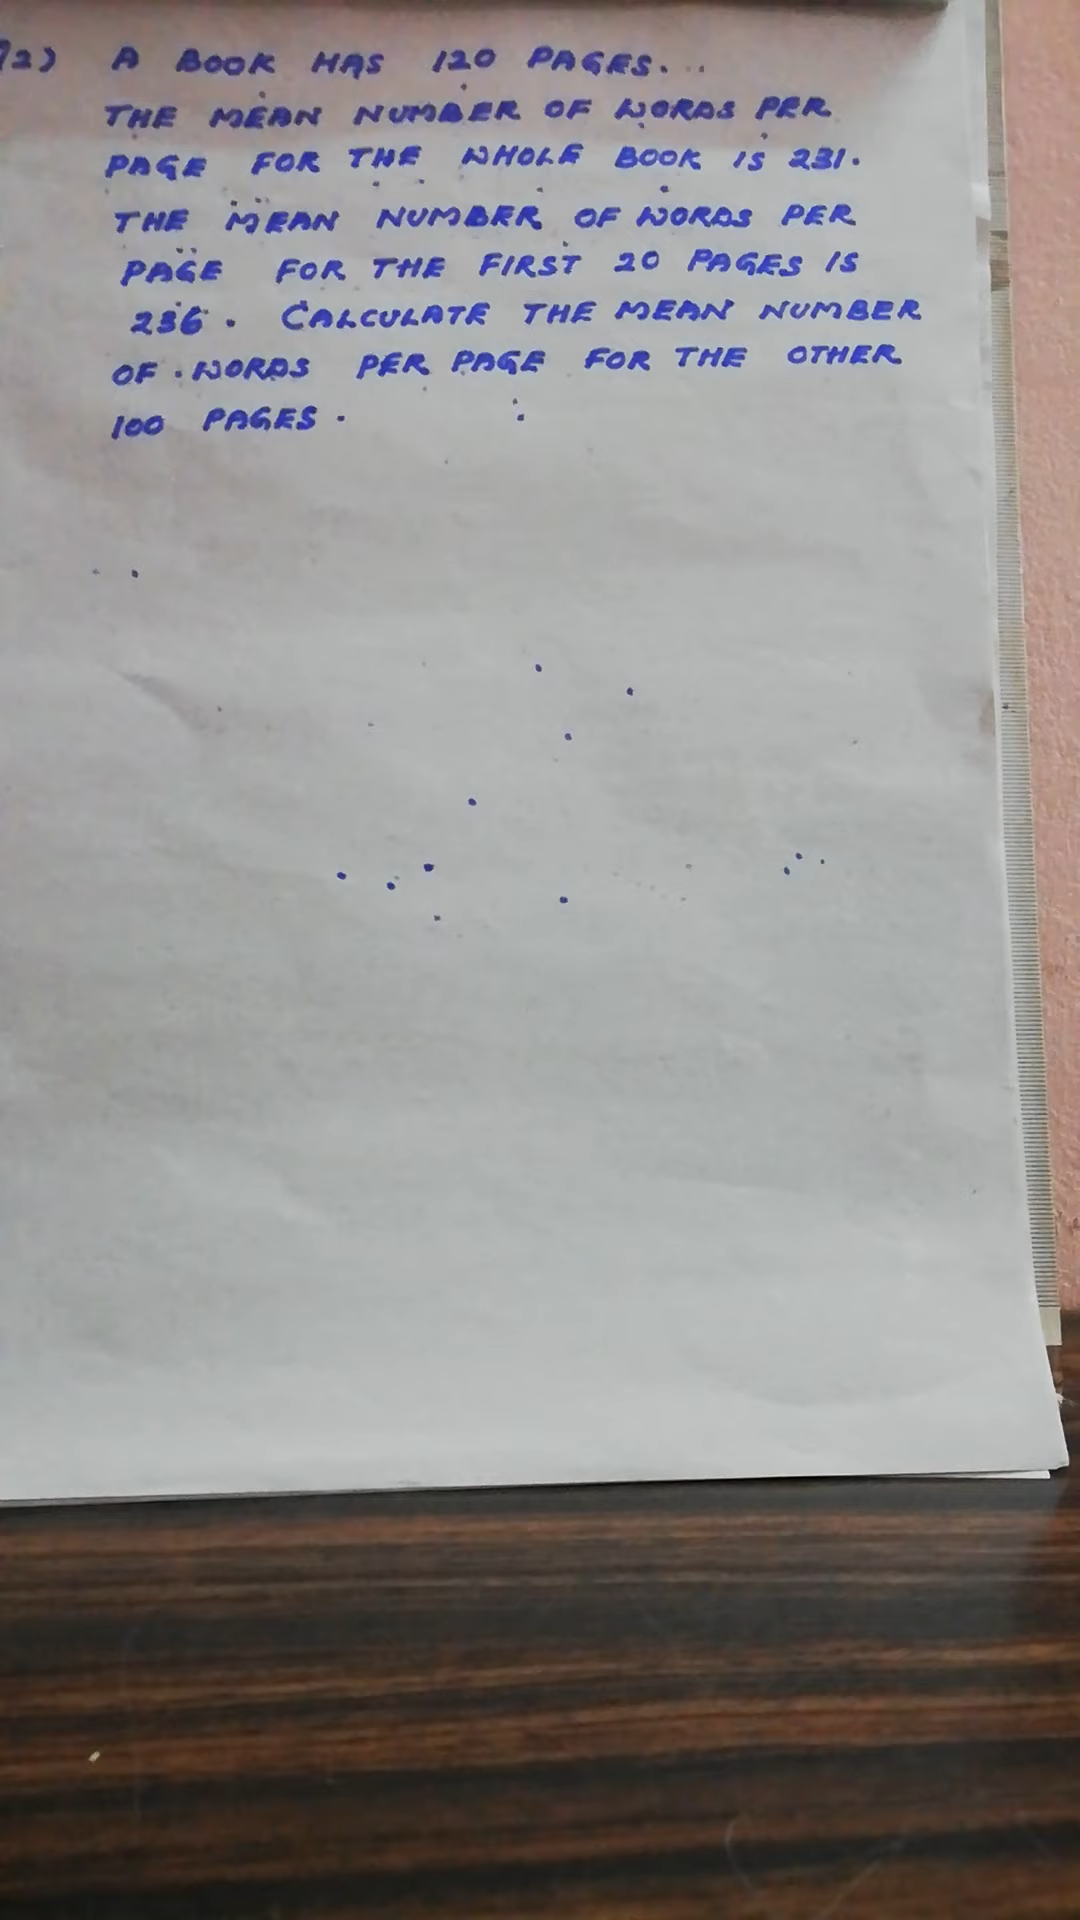 12) A BOOK HAS 120 PAGES.
THE MEAN NUMBER OF WORDS PER
PAGE FOR THE WHOLE BOOK IS 231.
THE MEAN NUMBER OF WORDS PER
PAGE FOR THE FIRST 20 PAGES IS
236. CALCULATE THE MEAN NUMBER
OF WORDS PER PAGE FOR THE OTHER
100 PAGES.